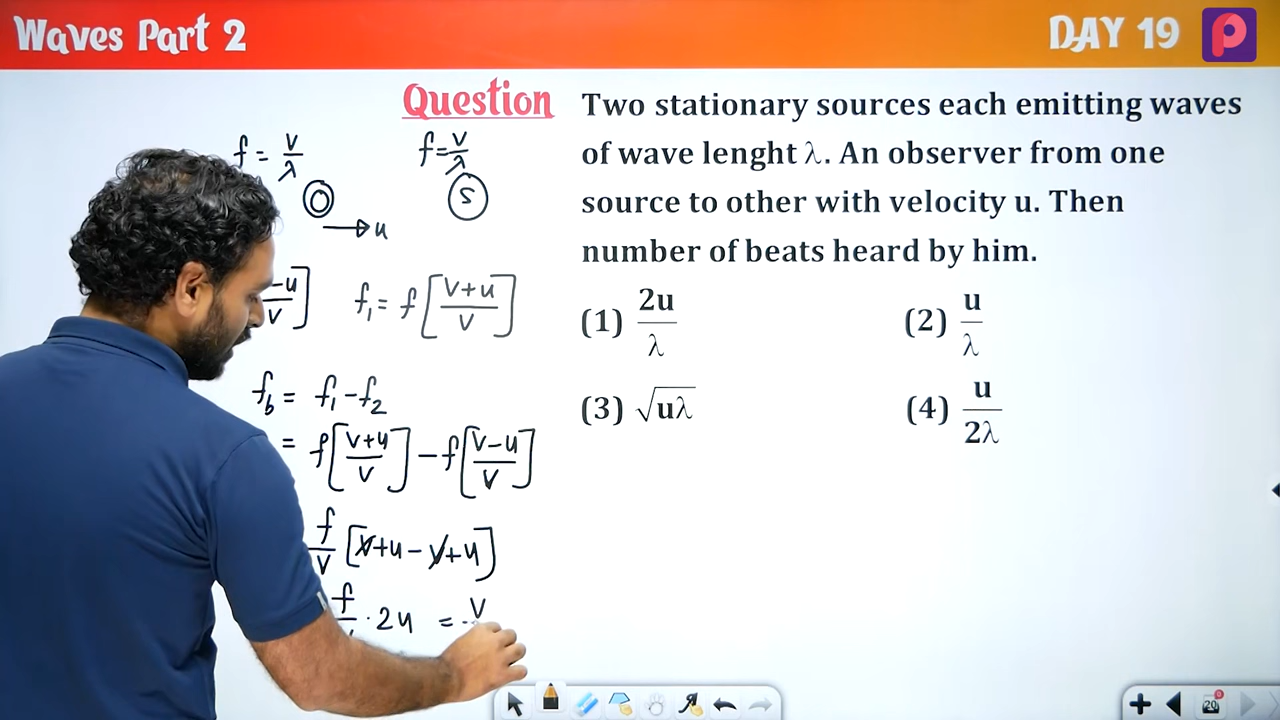 Waves Part 2
DAY 19
Question
Two stationary sources each emitting waves
of wave lenght λ. An observer from one
source to other with velocity u. Then
number of beats heard by him.
(1) 2u/λ
(2) u/λ
(3) √uλ
(4) u/2λ
f = v/λ
f = v/λ
O
S
u
-u]/v
f₁ = f[(v+u)/v]
f_b = f₁ - f₂
= f[(v+u)/v] - f[(v-u)/v]
f/v [v+u - v+u]
f · 2u = v
20